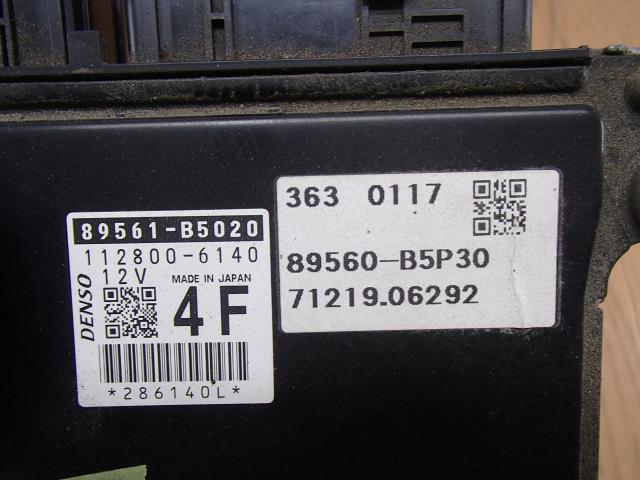 89561-B5020
112800-6140
12V MADE IN JAPAN
DENSO
4F
*286140L*
363 0117
89560-B5P30
71219.06292